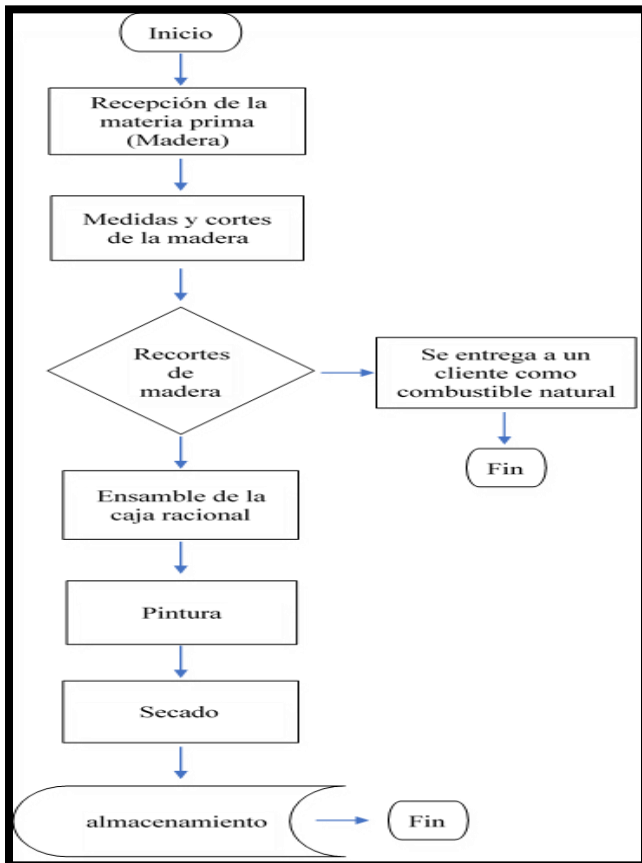 Inicio
Recepción de la
materia prima
(Madera)
Medidas y cortes
de la madera
Recortes
de
madera
Se entrega a un
cliente como
combustible natural
Fin
Ensamble de la
caja racional
Pintura
Secado
almacenamiento
Fin